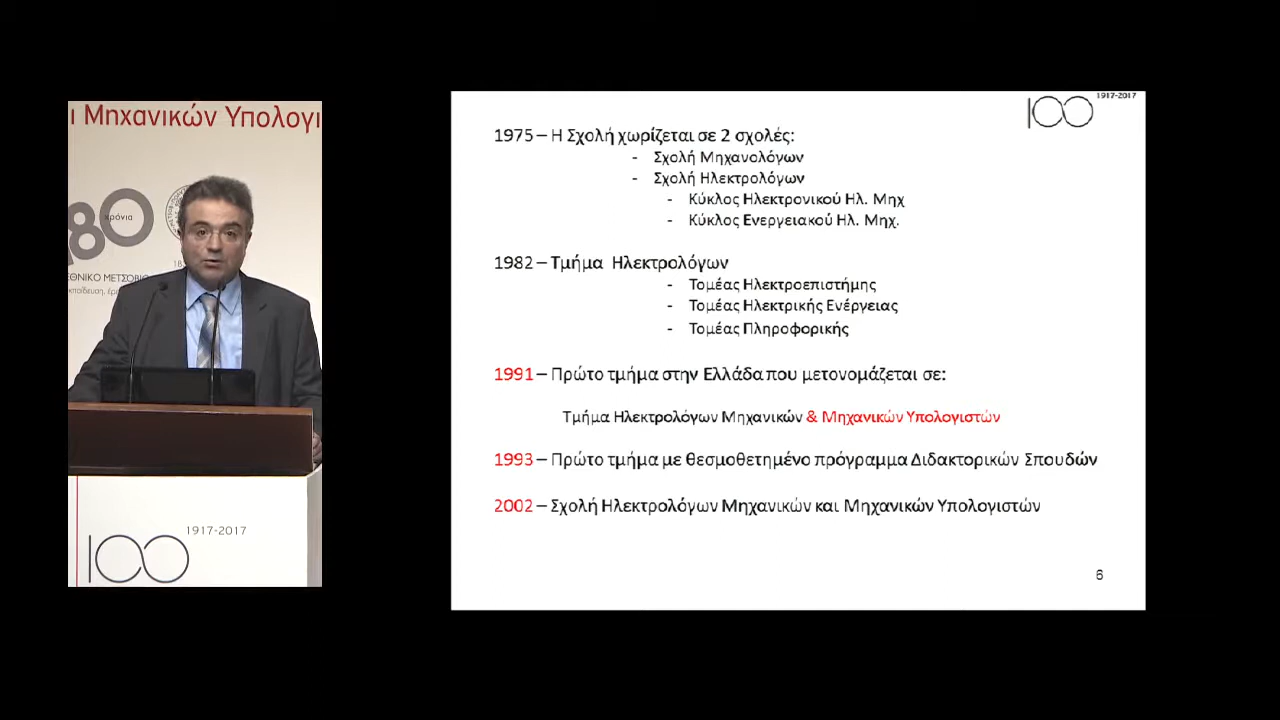 ι Μηχανικών Υπολογι
180
χρόνια
ΕΘΝΙΚΟ ΜΕΤΣΟΒΙΟ
1917-2017
100
1917-2017
100
1975 – Η Σχολή χωρίζεται σε 2 σχολές:
- Σχολή Μηχανολόγων
- Σχολή Ηλεκτρολόγων
- Κύκλος Ηλεκτρονικού Ηλ. Μηχ
- Κύκλος Ενεργειακού Ηλ. Μηχ.
1982 – Τμήμα Ηλεκτρολόγων
- Τομέας Ηλεκτροεπιστήμης
- Τομέας Ηλεκτρικής Ενέργειας
- Τομέας Πληροφορικής
1991 – Πρώτο τμήμα στην Ελλάδα που μετονομάζεται σε:
Τμήμα Ηλεκτρολόγων Μηχανικών & Μηχανικών Υπολογιστών
1993 – Πρώτο τμήμα με θεσμοθετημένο πρόγραμμα Διδακτορικών Σπουδών
2002 – Σχολή Ηλεκτρολόγων Μηχανικών και Μηχανικών Υπολογιστών
6